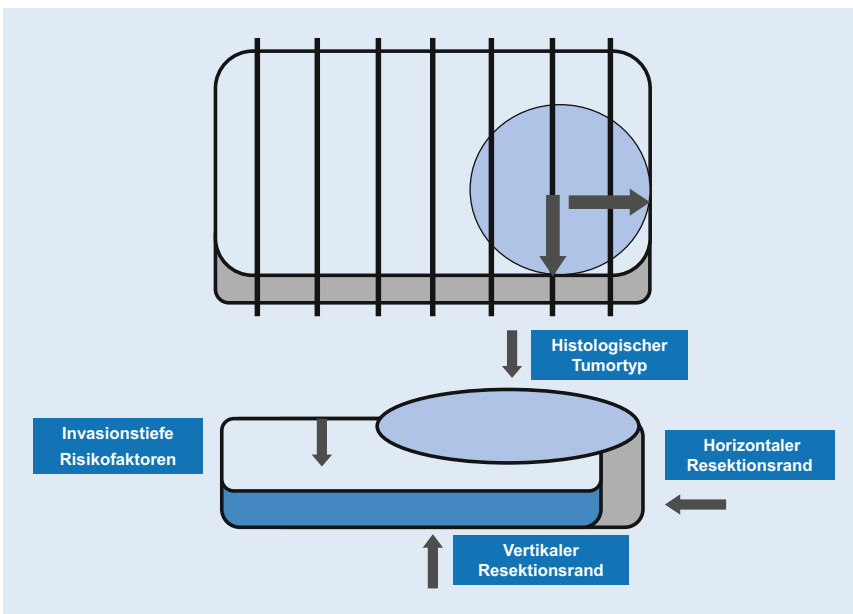 Histologischer
Tumortyp
Invasionstiefe
Risikofaktoren
Horizontaler
Resektionsrand
Vertikaler
Resektionsrand